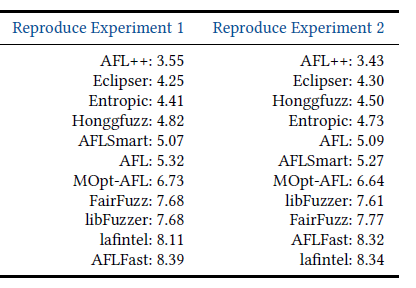 Reproduce Experiment 1 Reproduce Experiment 2
AFL++: 3.55 AFL++: 3.43
Eclipser: 4.25 Eclipser: 4.30
Entropic: 4.41 Honggfuzz: 4.50
Honggfuzz: 4.82 Entropic: 4.73
AFLSmart: 5.07 AFL: 5.09
AFL: 5.32 AFLSmart: 5.27
MOpt-AFL: 6.73 MOpt-AFL: 6.64
FairFuzz: 7.68 libFuzzer: 7.61
libFuzzer: 7.68 FairFuzz: 7.77
lafintel: 8.11 AFLFast: 8.32
AFLFast: 8.39 lafintel: 8.34